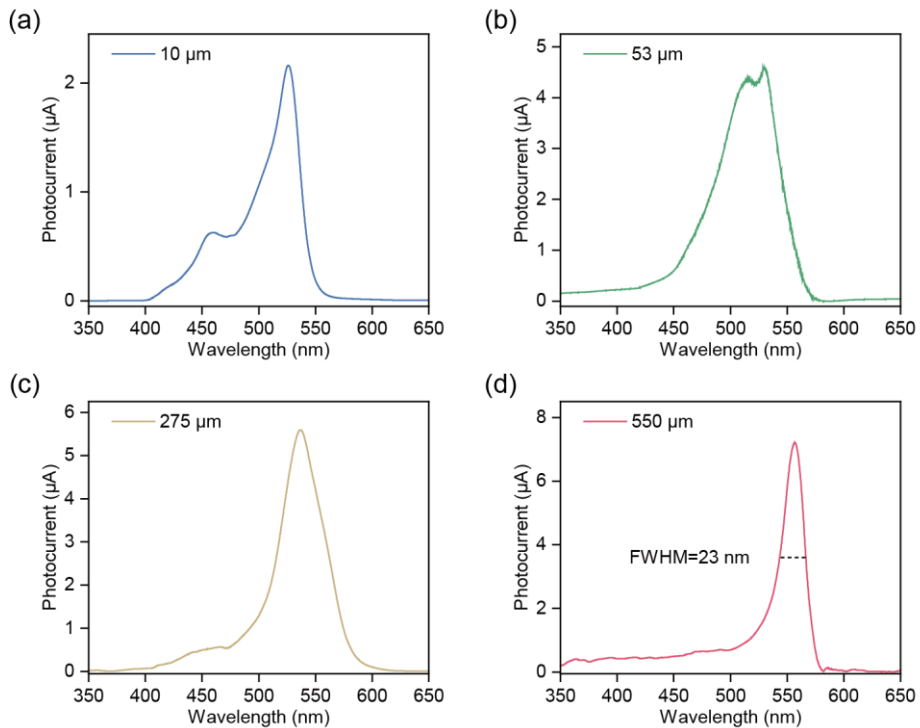 (a)
10 μm
Photocurrent (μA)
2
1
0
350 400 450 500 550 600 650
Wavelength (nm)
(b)
53 μm
Photocurrent (μA)
5
4
3
2
1
0
350 400 450 500 550 600 650
Wavelength (nm)
(c)
275 μm
Photocurrent (μA)
6
5
4
3
2
1
0
350 400 450 500 550 600 650
Wavelength (nm)
(d)
550 μm
Photocurrent (μA)
8
6
FWHM=23 nm
4
2
0
350 400 450 500 550 600 650
Wavelength (nm)